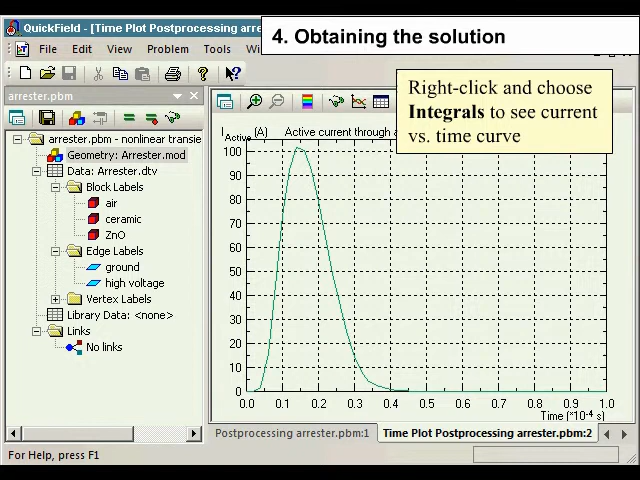 QuickField - [Time Plot Postprocessing arre
4. Obtaining the solution
File Edit View Problem Tools
Right-click and choose
Integrals to see current
vs. time curve
arrester.pbm
arrester.pbm - nonlinear transie
Geometry: Arrester.mod
Data: Arrester.dtv
Block Labels
air
ceramic
ZnO
Edge Labels
ground
high voltage
Vertex Labels
Library Data: <none>
Links
No links
I Active (A) Active current through a
100
90
80
70
60
50
40
30
20
10
0
0.0 0.1 0.2 0.3 0.4 0.5 0.6 0.7 0.8 0.9 1.0
Time (*10-4 s)
Postprocessing arrester.pbm:1 Time Plot Postprocessing arrester.pbm:2
For Help, press F1